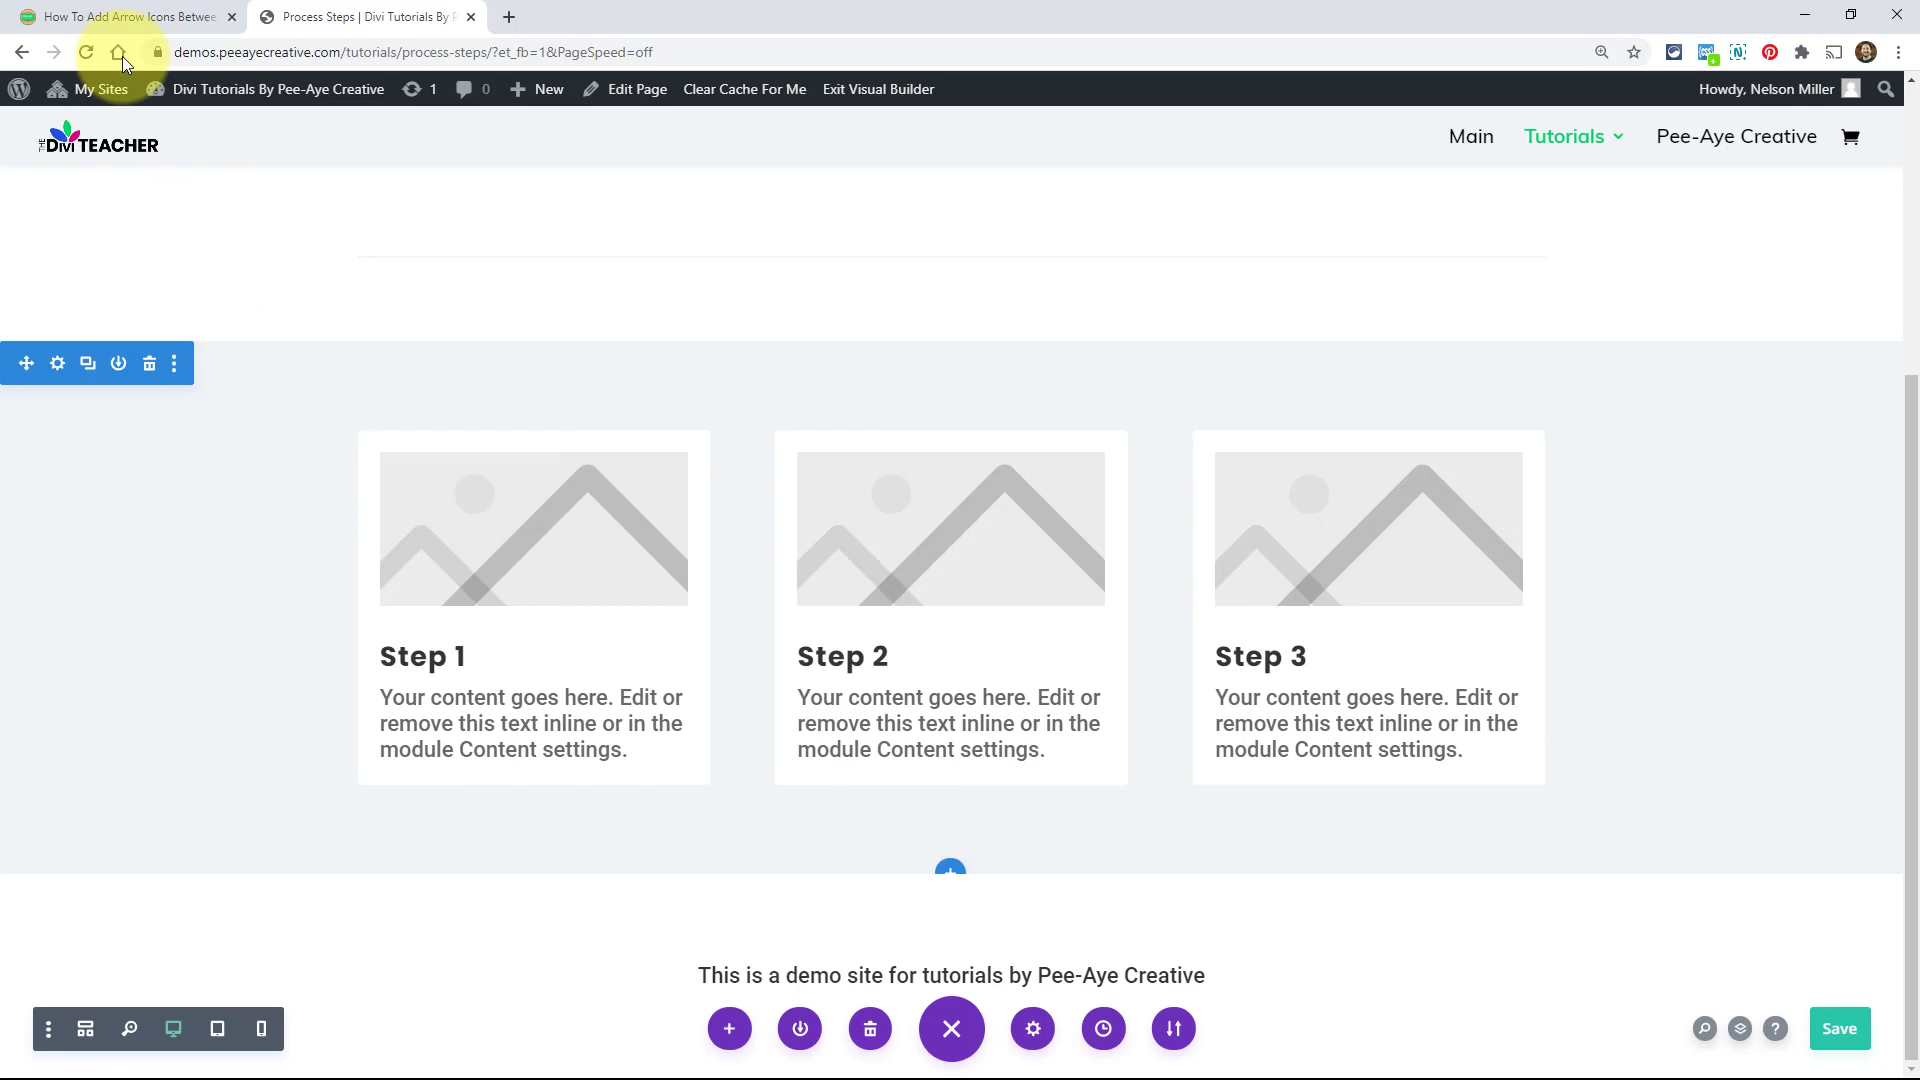 How To Add Arrow Icons Betwee
Process Steps | Divi Tutorials By P
demos.peeayecreative.com/tutorials/process-steps/?et_fb=1&PageSpeed=off
My Sites
Divi Tutorials By Pee-Aye Creative
1
0
New
Edit Page
Clear Cache For Me
Exit Visual Builder
Howdy, Nelson Miller
THE DIVI TEACHER
Main
Tutorials
Pee-Aye Creative
Step 1
Your content goes here. Edit or
remove this text inline or in the
module Content settings.
Step 2
Your content goes here. Edit or
remove this text inline or in the
module Content settings.
Step 3
Your content goes here. Edit or
remove this text inline or in the
module Content settings.
This is a demo site for tutorials by Pee-Aye Creative
Save